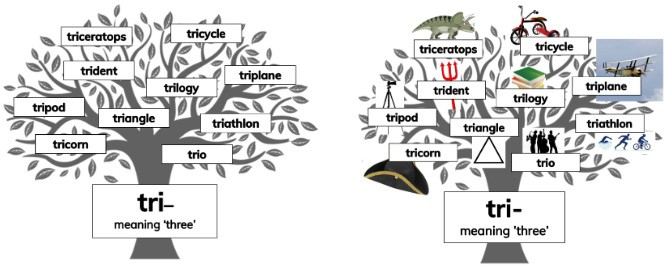 triceratops
tricycle
trident
trilogy
triplane
tripod
triangle
triathlon
tricorn
trio
tri–
meaning 'three'
triceratops
tricycle
trident
trilogy
triplane
tripod
triangle
triathlon
tricorn
trio
tri-
meaning 'three'